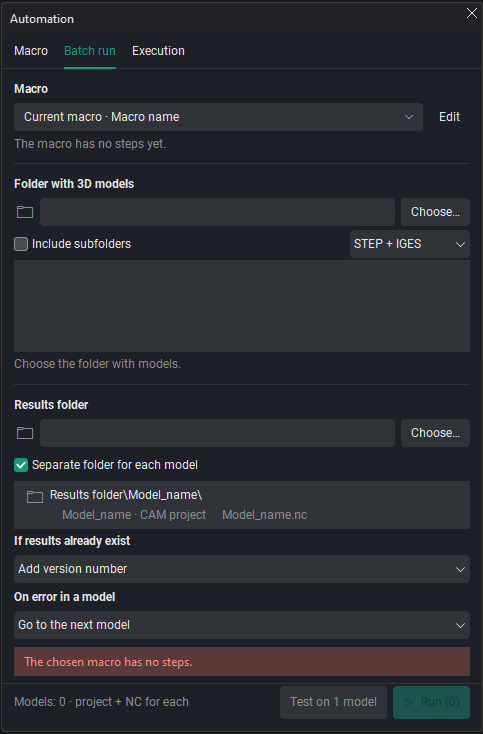 Automation
Macro Batch run Execution
Macro
Current macro · Macro name Edit
The macro has no steps yet.
Folder with 3D models
Choose...
Include subfolders STEP + IGES
Choose the folder with models.
Results folder
Choose...
Separate folder for each model
Results folder\Model_name\
Model_name · CAM project Model_name.nc
If results already exist
Add version number
On error in a model
Go to the next model
The chosen macro has no steps.
Models: 0 · project + NC for each Test on 1 model Run (0)